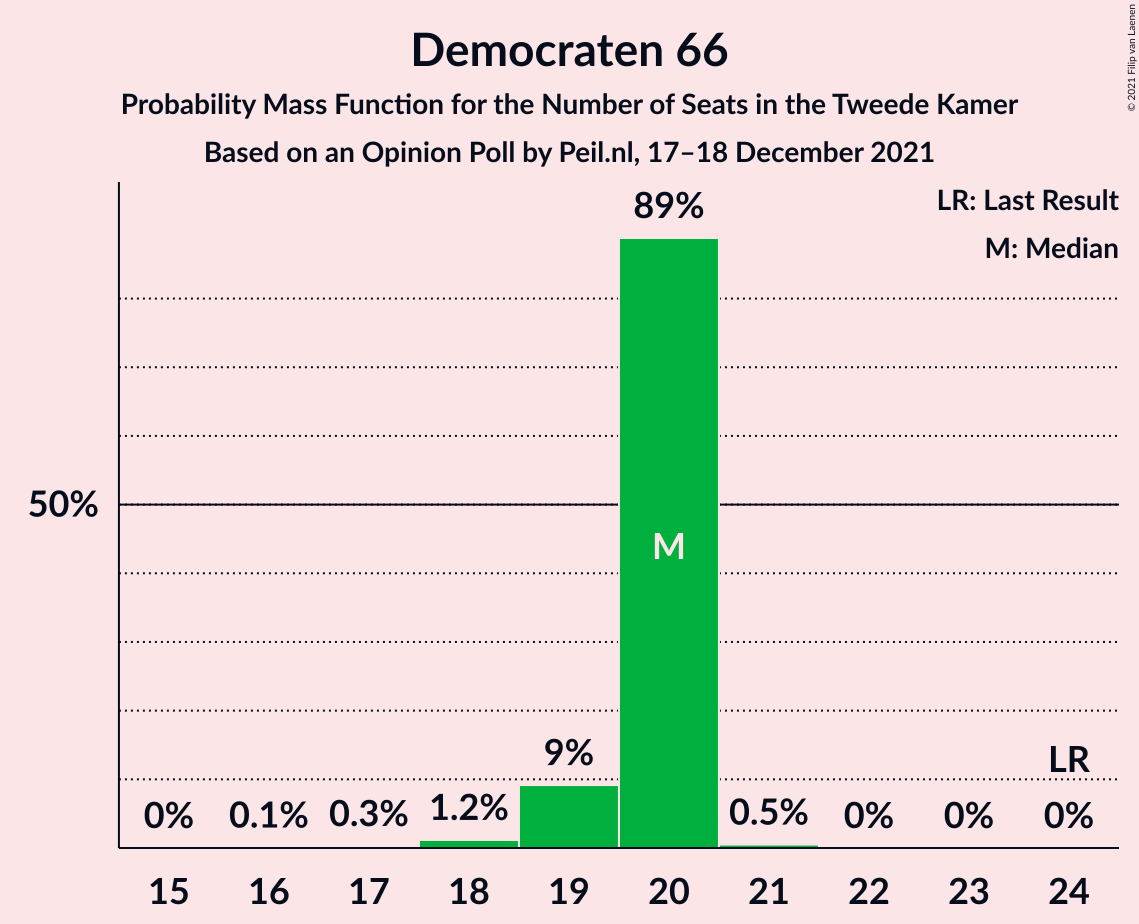 Democraten 66
Probability Mass Function for the Number of Seats in the Tweede Kamer
Based on an Opinion Poll by Peil.nl, 17–18 December 2021
© 2021 Filip van Laenen
LR: Last Result
M: Median
89%
50%
M
9%
LR
0% 0.1% 0.3% 1.2% 0.5% 0% 0% 0%
15 16 17 18 19 20 21 22 23 24